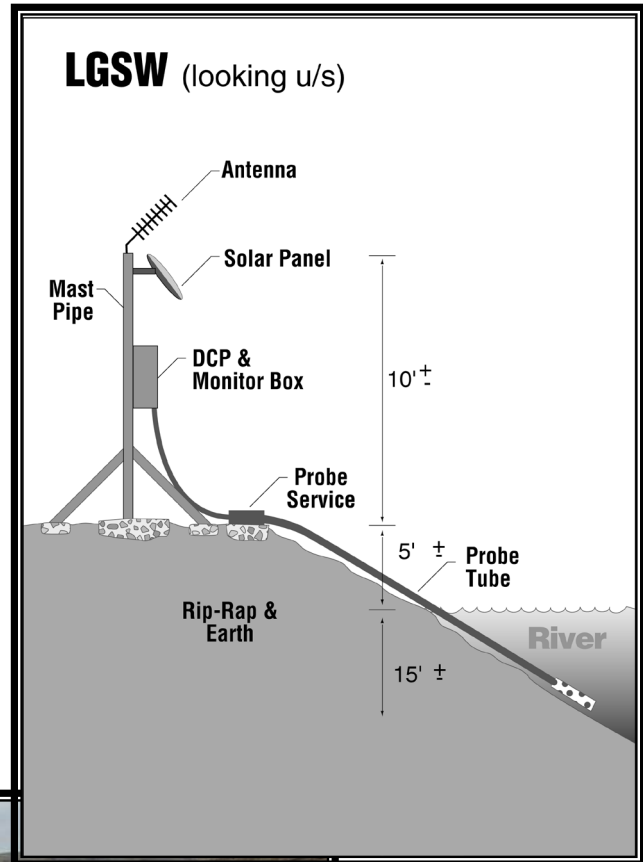 LGSW (looking u/s)
Antenna
Solar Panel
Mast
Pipe
DCP &
Monitor Box
10' ±
Probe
Service
5' ±
Probe
Tube
Rip-Rap &
Earth
River
15' ±